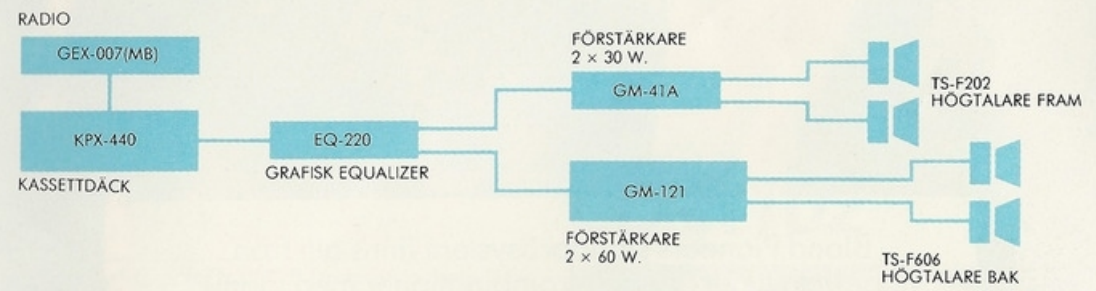 RADIO
GEX-007(MB)
KPX-440
KASSETTDÄCK
EQ-220
GRAFISK EQUALIZER
FÖRSTÄRKARE
2 × 30 W.
GM-41A
TS-F202
HÖGTALARE FRAM
GM-121
FÖRSTÄRKARE
2 × 60 W.
TS-F606
HÖGTALARE BAK